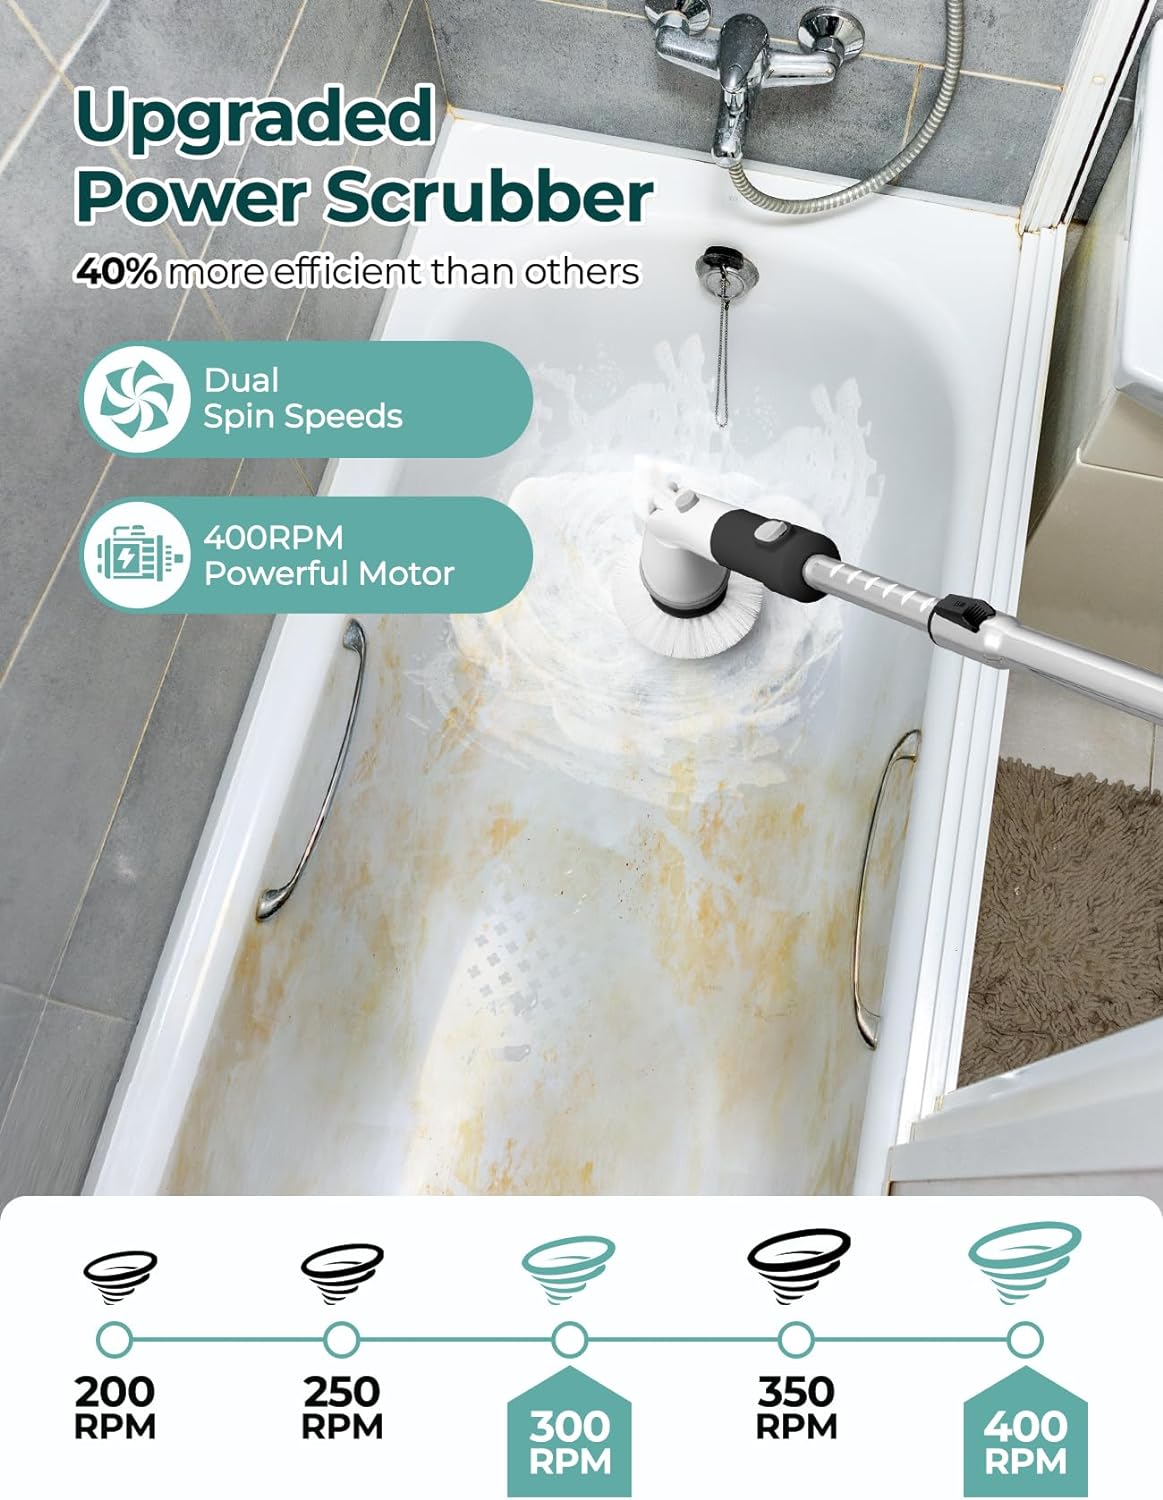 Upgraded
Power Scrubber
40% more efficient than others
Dual
Spin Speeds
400RPM
Powerful Motor
200
RPM
250
RPM
300
RPM
350
RPM
400
RPM